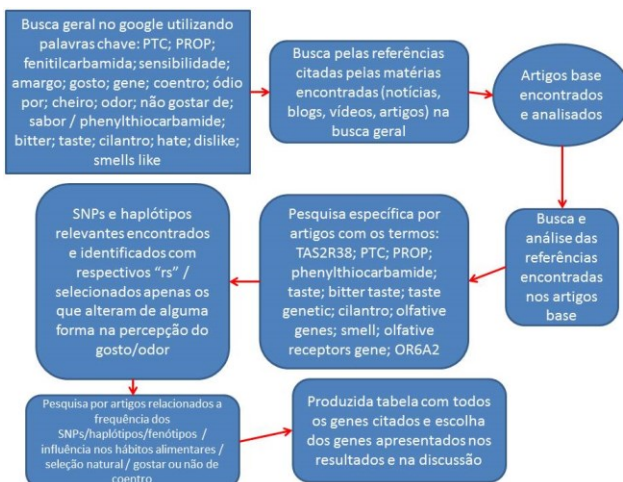 Busca geral no google utilizando
palavras chave: PTC; PROP;
fenitilcarbamida; sensibilidade;
amargo; gosto; gene; coentro; ódio
por; cheiro; odor; não gostar de;
sabor / phenylthiocarbamide;
bitter; taste; cilantro; hate; dislike;
smells like
Busca pelas referências
citadas pelas matérias
encontradas (notícias,
blogs, vídeos, artigos) na
busca geral
Artigos base
encontrados
e analisados
Busca e
análise das
referências
encontradas
nos artigos
base
Pesquisa específica por
artigos com os termos:
TAS2R38; PTC; PROP;
phenylthiocarbamide;
taste; bitter taste; taste
genetic; cilantro; olfative
genes; smell; olfative
receptors gene; OR6A2
SNPs e haplótipos
relevantes encontrados
e identificados com
respectivos “rs” /
selecionados apenas os
que alteram de alguma
forma na percepção do
gosto/odor
Pesquisa por artigos relacionados a
frequência dos
SNPs/haplótipos/fenótipos /
influência nos hábitos alimentares /
seleção natural / gostar ou não de
coentro
Produzida tabela com todos
os genes citados e escolha
dos genes apresentados nos
resultados e na discussão